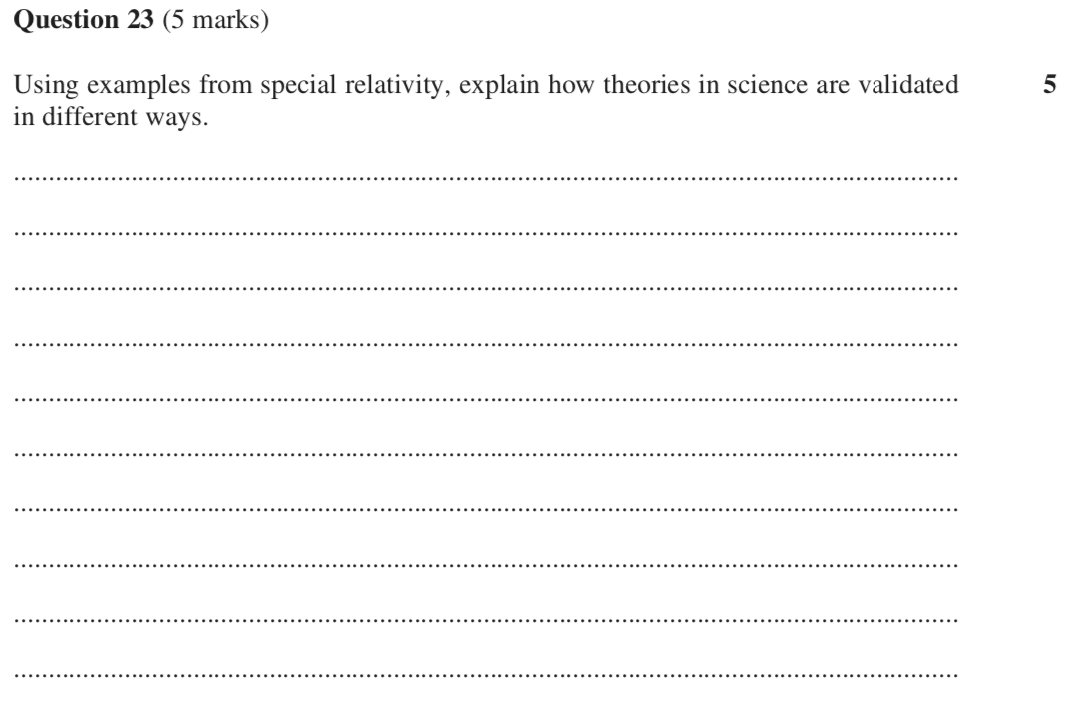 Question 23 (5 marks)
Using examples from special relativity, explain how theories in science are validated 5
in different ways.